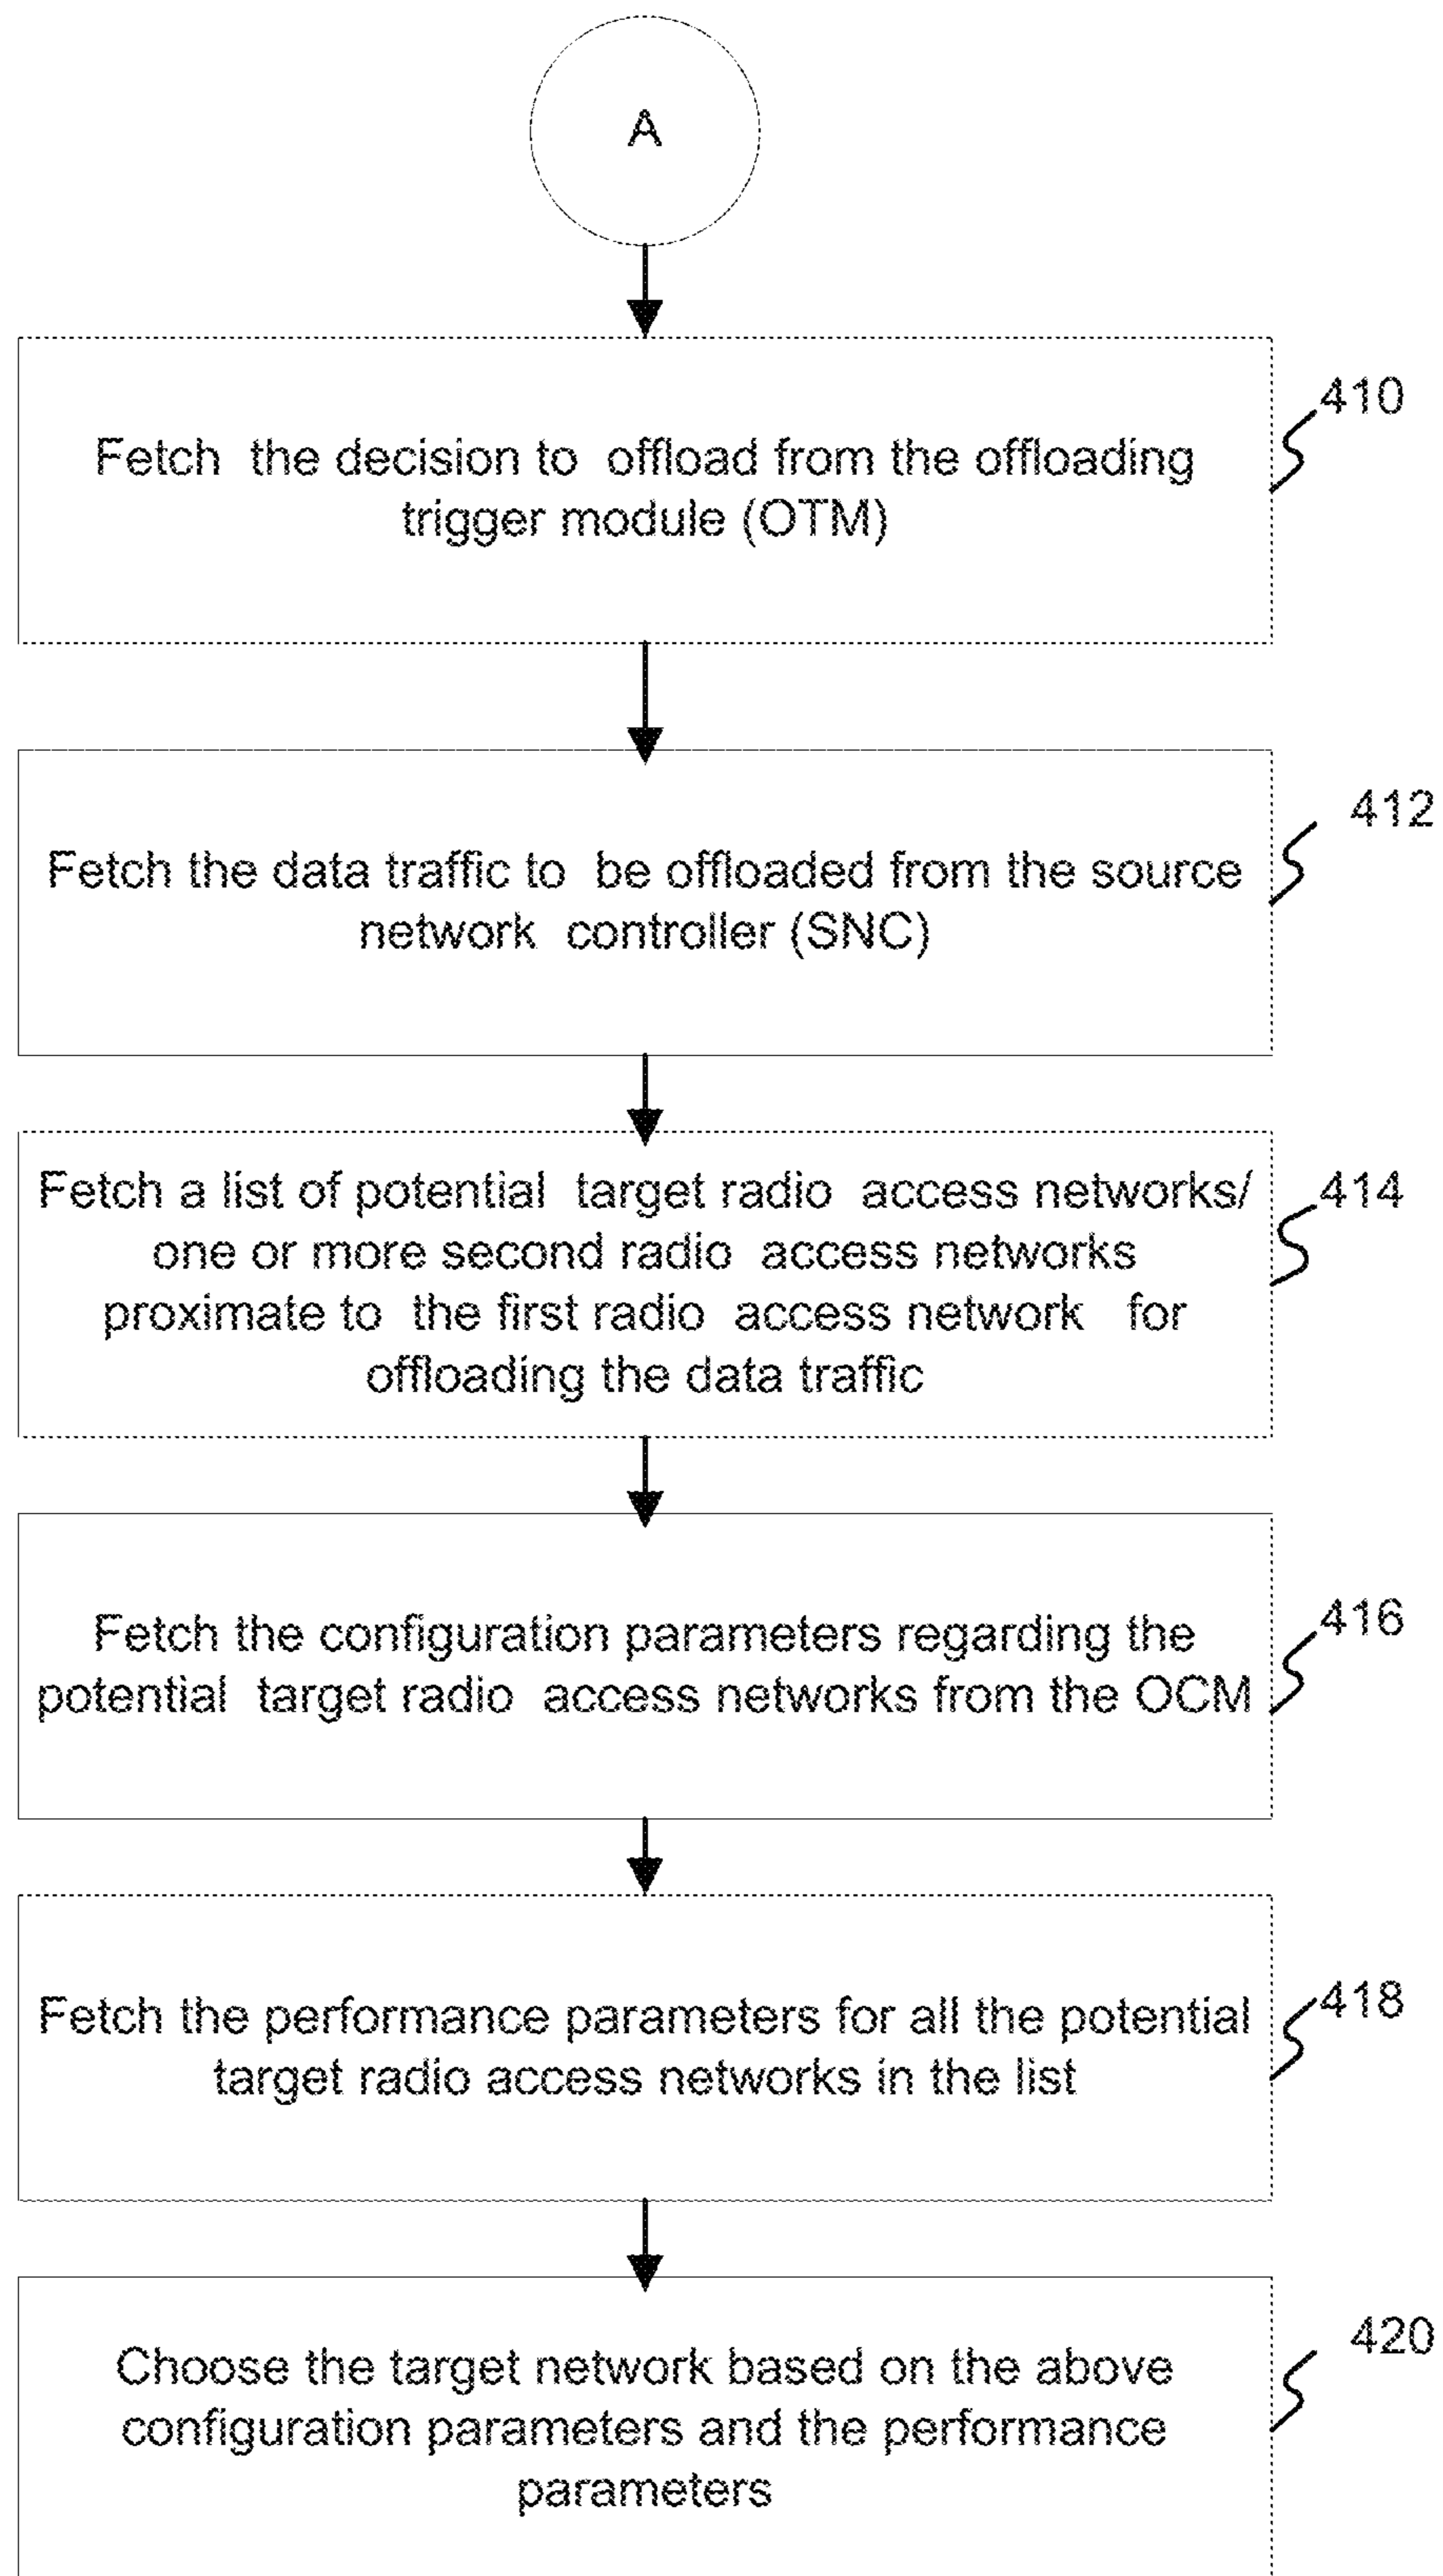 A
410
Fetch the decision to offload from the offloading
trigger module (OTM)
412
Fetch the data traffic to be offloaded from the source
network controller (SNC)
414
Fetch a list of potential target radio access networks/
one or more second radio access networks
proximate to the first radio access network for
offloading the data traffic
416
Fetch the configuration parameters regarding the
potential target radio access networks from the OCM
418
Fetch the performance parameters for all the potential
target radio access networks in the list
420
Choose the target network based on the above
configuration parameters and the performance
parameters